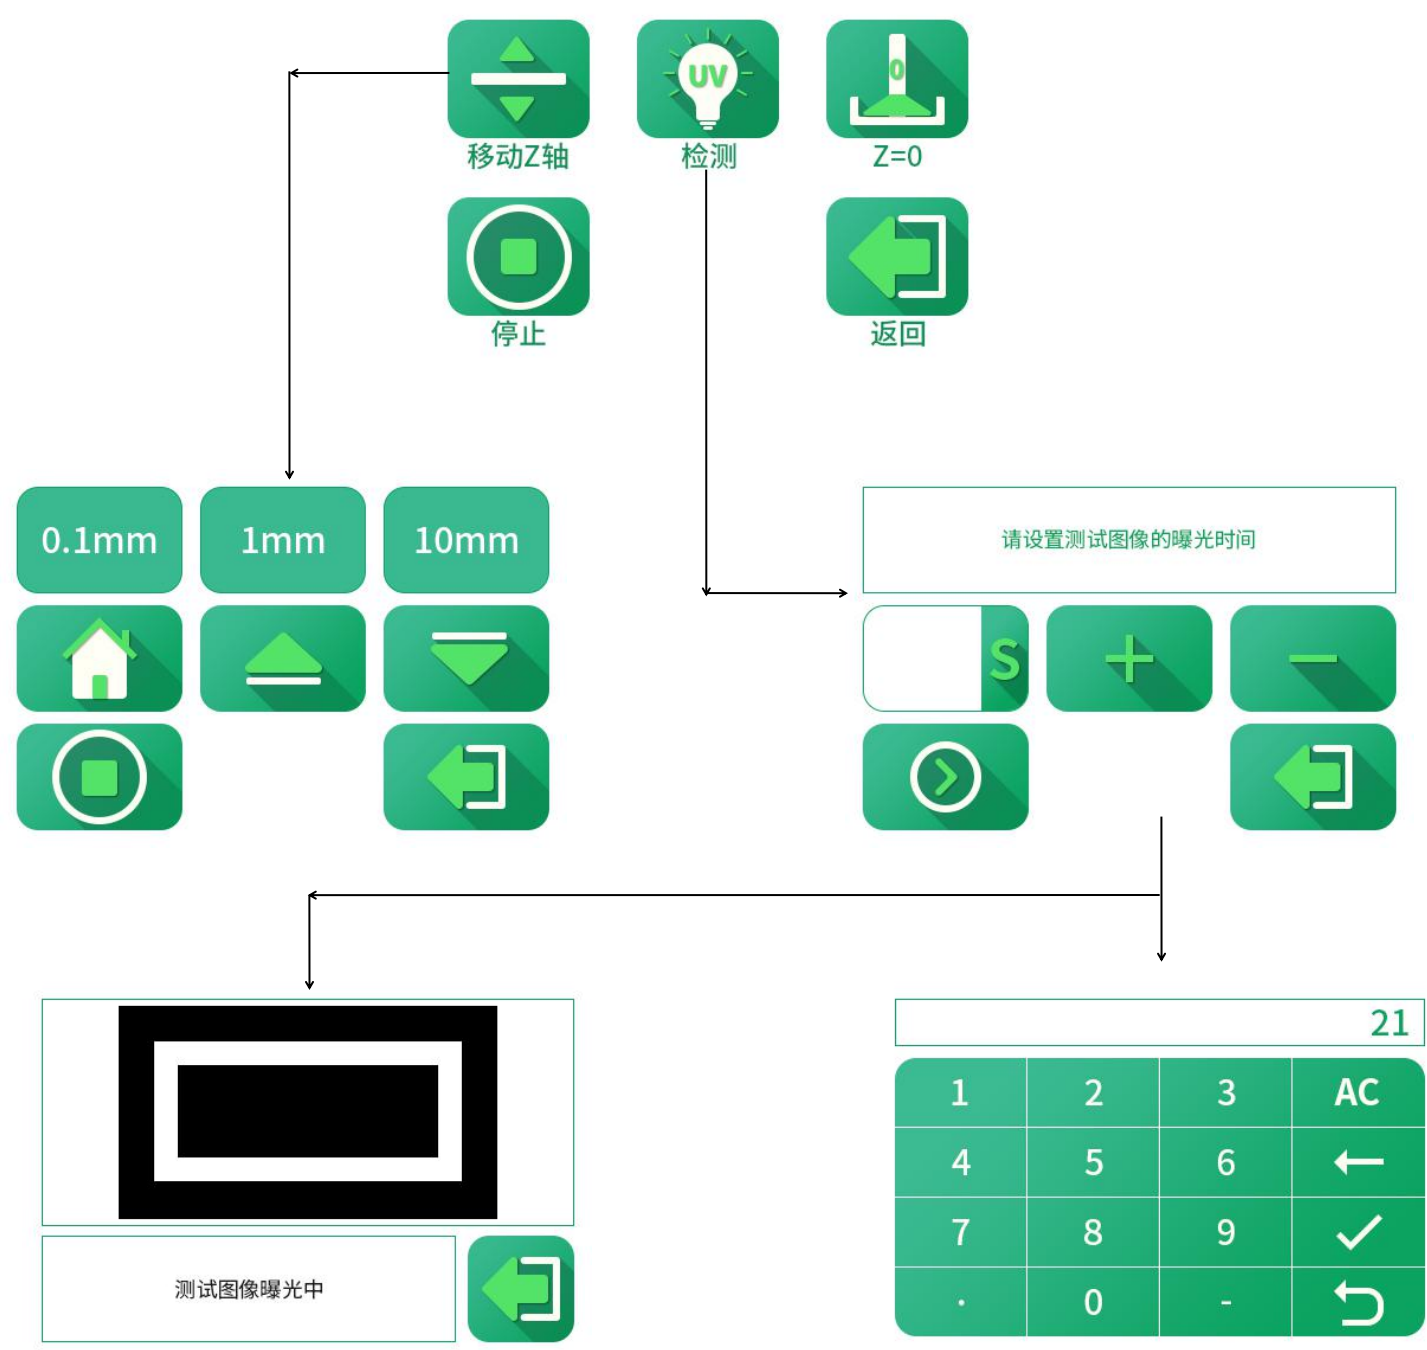 UV
0
移动Z轴
检测
Z=0
停止
返回
0.1mm
1mm
10mm
请设置测试图像的曝光时间
S
+
−
21
1 2 3 AC
4 5 6
7 8 9
. 0 -
测试图像曝光中